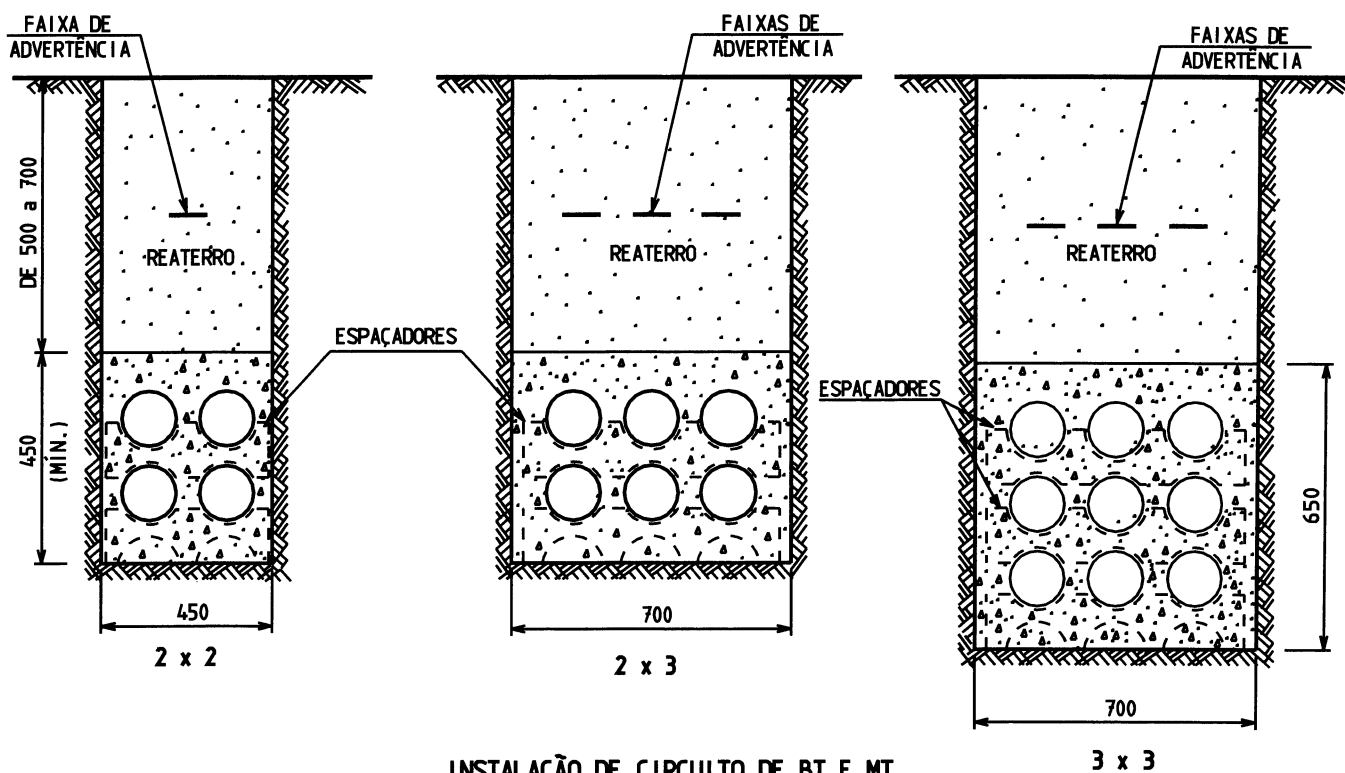 FAIXA DE
ADVERTÊNCIA
FAIXAS DE
ADVERTÊNCIA
FAIXAS DE
ADVERTÊNCIA
DE 500 a 700
REATERRO
REATERRO
REATERRO
ESPAÇADORES
ESPAÇADORES
450
(MÍN.)
650
450
700
700
2 x 2
2 x 3
3 x 3
INSTALAÇÃO DE CIRCUITO DE BT E MT